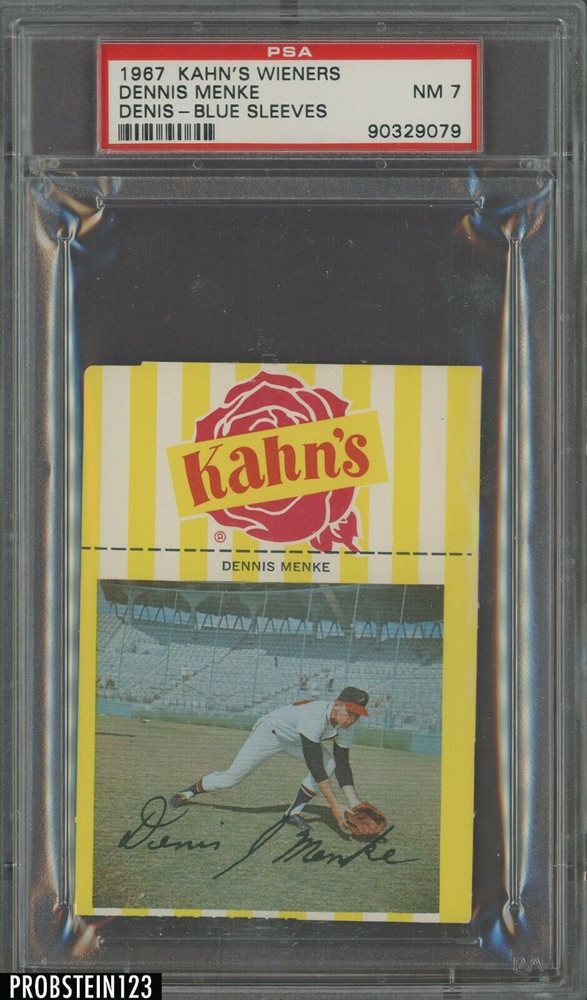 PSA
1967 KAHN'S WIENERS
DENNIS MENKE NM 7
DENIS-BLUE SLEEVES
90329079
Kahn's
®
DENNIS MENKE
Denis J Menke
PROBSTEIN123